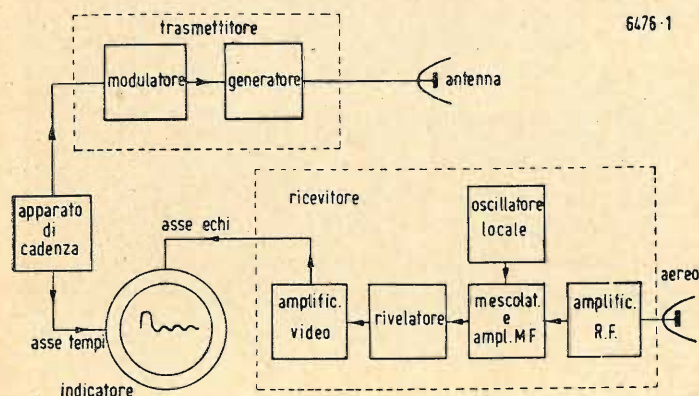 6476-1
trasmettitore
modulatore
generatore
antenna
apparato
di
cadenza
asse echi
asse tempi
indicatore
ricevitore
oscillatore
locale
aereo
amplific.
video
rivelatore
mescolat.
e
ampl.MF
amplific.
R.F.